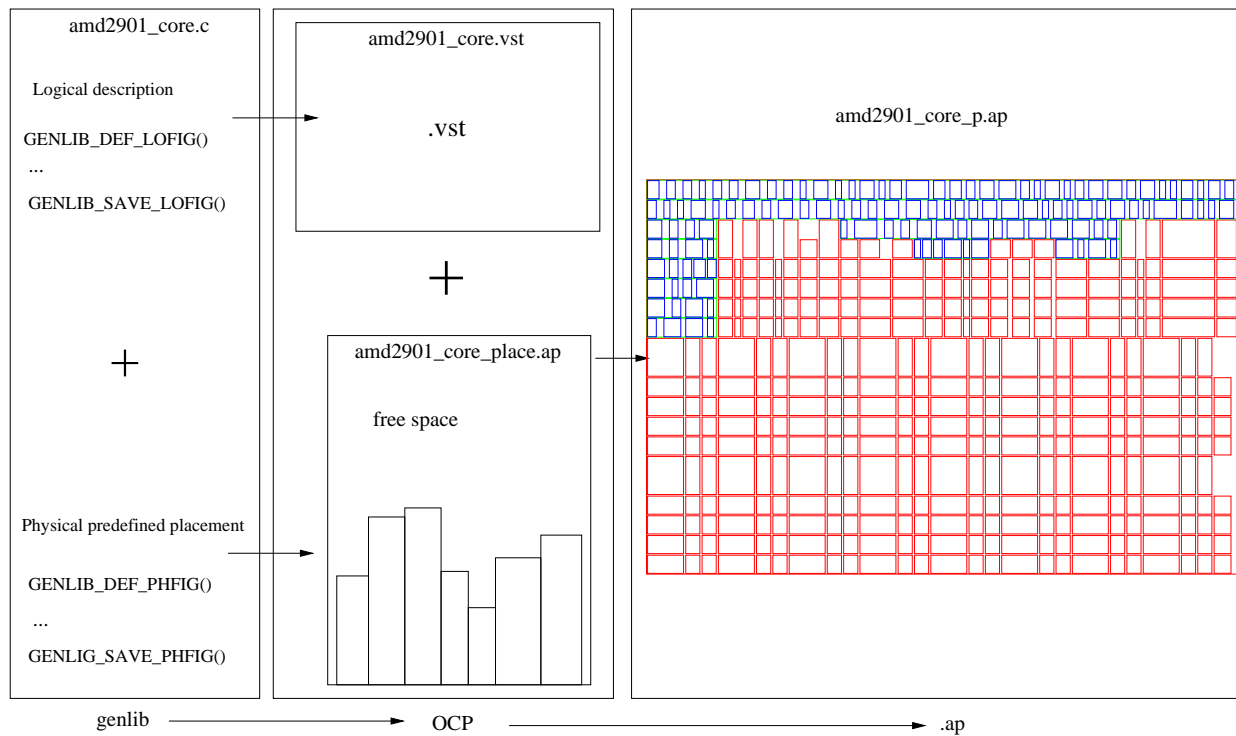 amd2901_core.c
Logical description
GENLIB_DEF_LOFIG()
...
GENLIB_SAVE_LOFIG()
+
Physical predefined placement
GENLIB_DEF_PHFIG()
...
GENLIG_SAVE_PHFIG()
amd2901_core.vst
.vst
+
amd2901_core_place.ap
free space
amd2901_core_p.ap
genlib
OCP
.ap